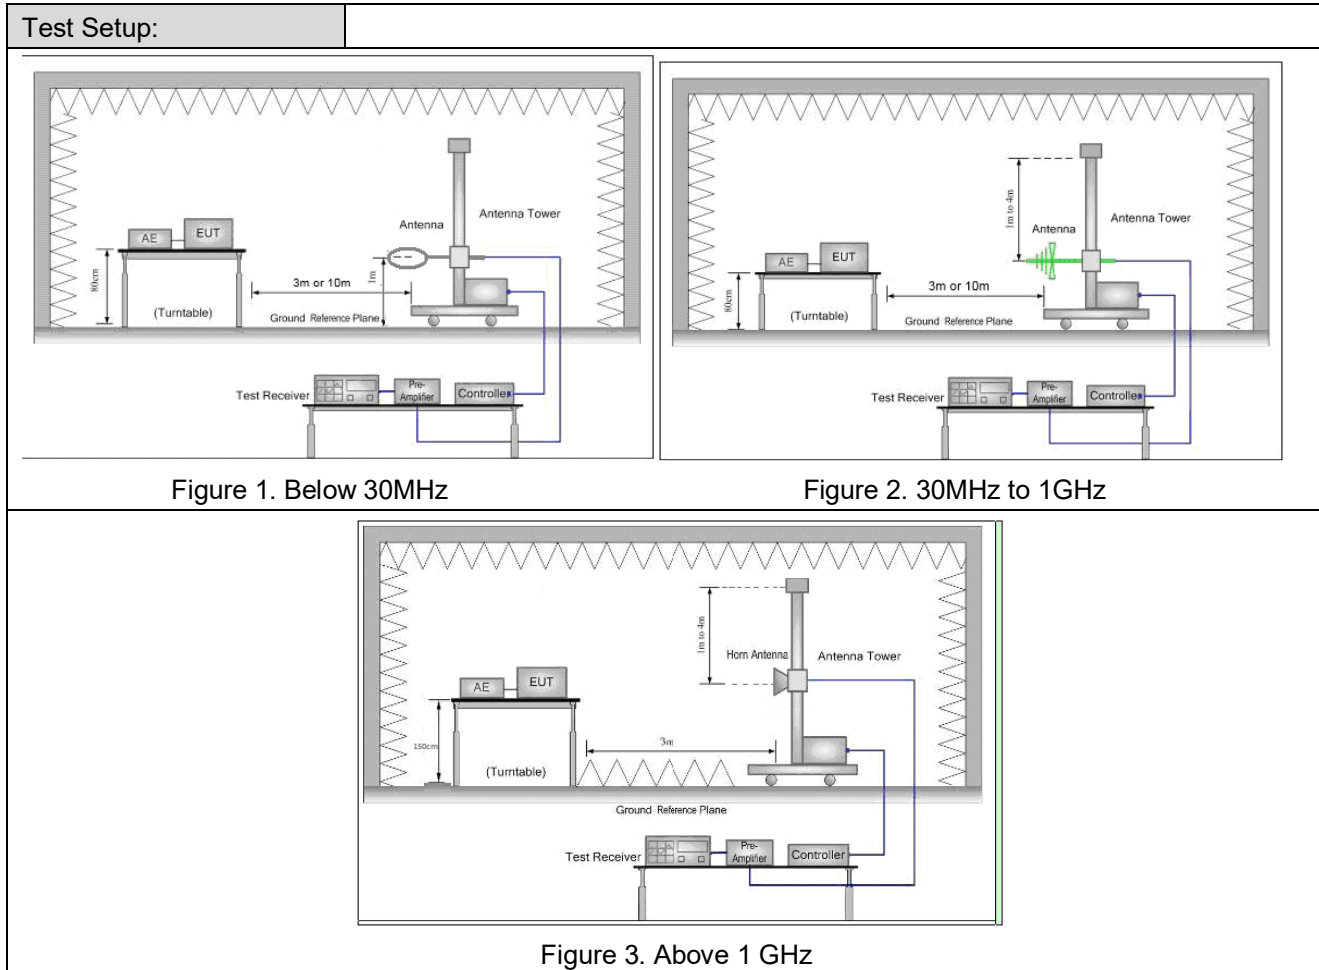 Test Setup:
Antenna
Antenna Tower
AE
EUT
80cm
1m
3m or 10m
(Turntable)
Ground Reference Plane
Test Receiver
Pre-
Amplifier
Controller
Figure 1. Below 30MHz
1m to 4m
Antenna
Antenna Tower
AE
EUT
80cm
3m or 10m
(Turntable)
Ground Reference Plane
Test Receiver
Pre-
Amplifier
Controller
Figure 2. 30MHz to 1GHz
1m to 4m
Horn Antenna
Antenna Tower
AE
EUT
150cm
3m
(Turntable)
Ground Reference Plane
Test Receiver
Pre-
Amplifier
Controller
Figure 3. Above 1 GHz